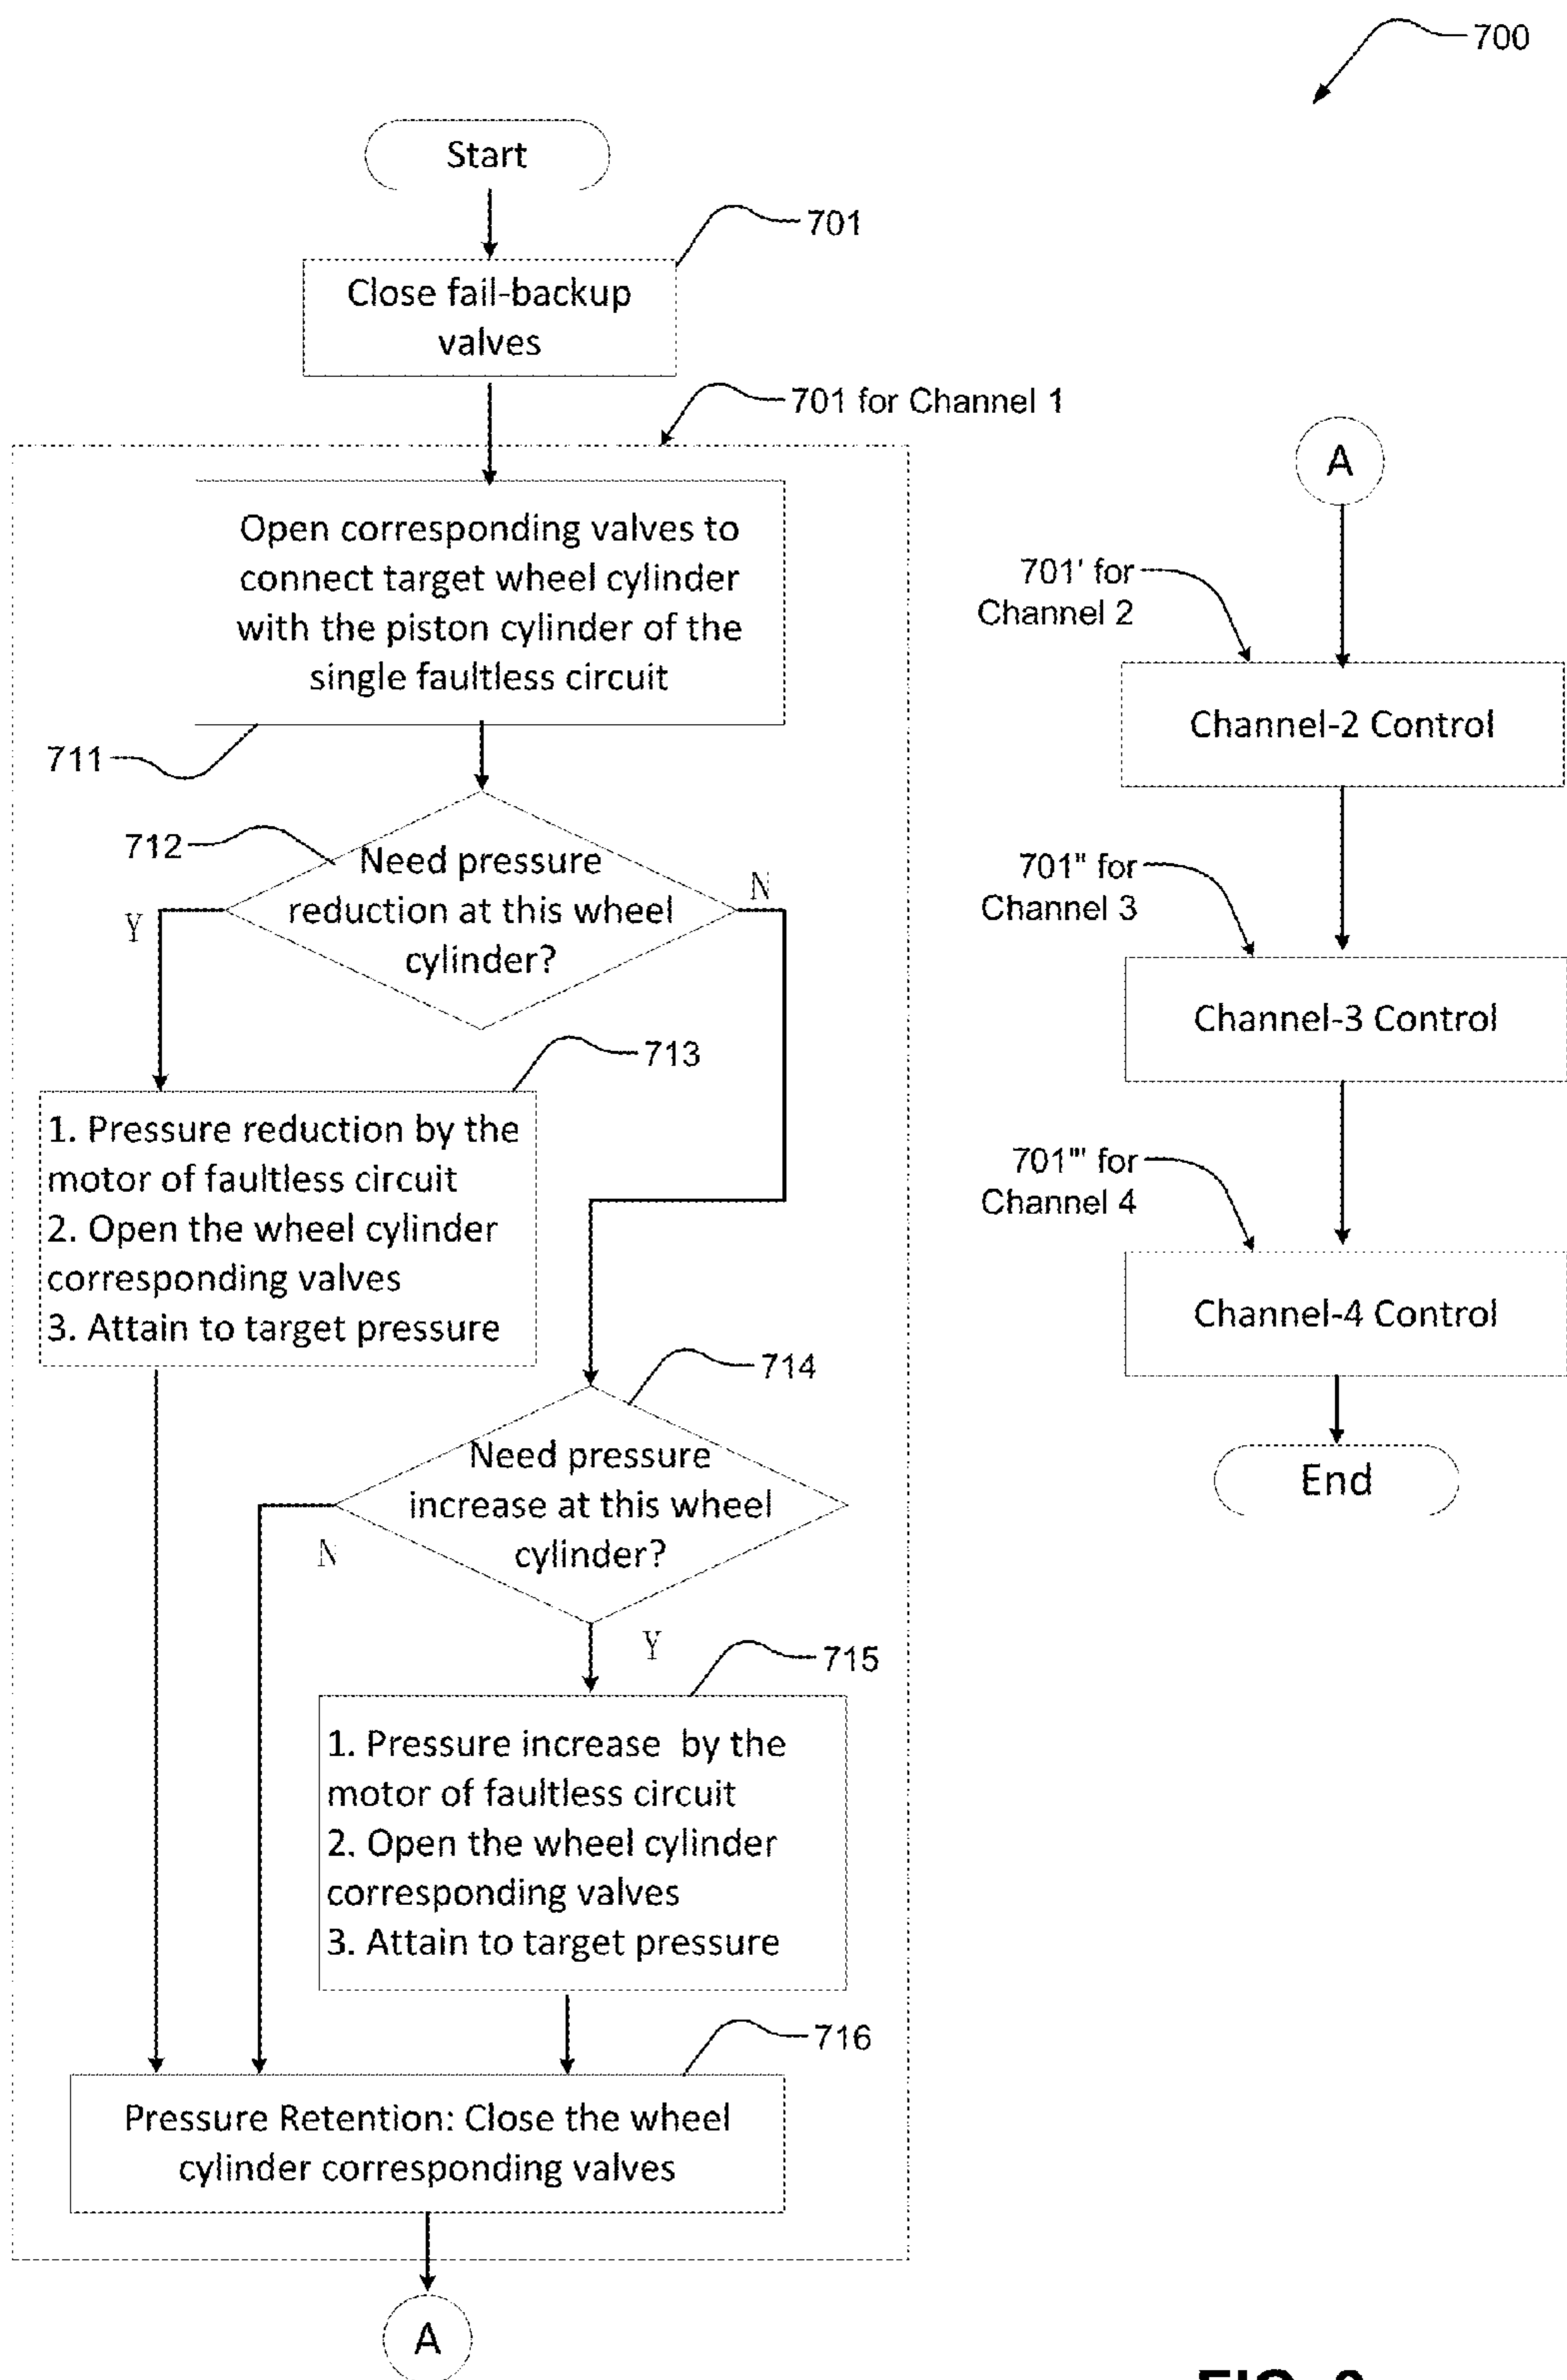 700
Start
701
Close fail-backup
valves
701 for Channel 1
Open corresponding valves to
connect target wheel cylinder
with the piston cylinder of the
single faultless circuit
711
712
Need pressure
reduction at this wheel
cylinder?
Y
N
713
1. Pressure reduction by the
motor of faultless circuit
2. Open the wheel cylinder
corresponding valves
3. Attain to target pressure
714
Need pressure
increase at this wheel
cylinder?
N
Y
715
1. Pressure increase by the
motor of faultless circuit
2. Open the wheel cylinder
corresponding valves
3. Attain to target pressure
716
Pressure Retention: Close the wheel
cylinder corresponding valves
A
A
701' for
Channel 2
Channel-2 Control
701" for
Channel 3
Channel-3 Control
701"' for
Channel 4
Channel-4 Control
End
FIG.